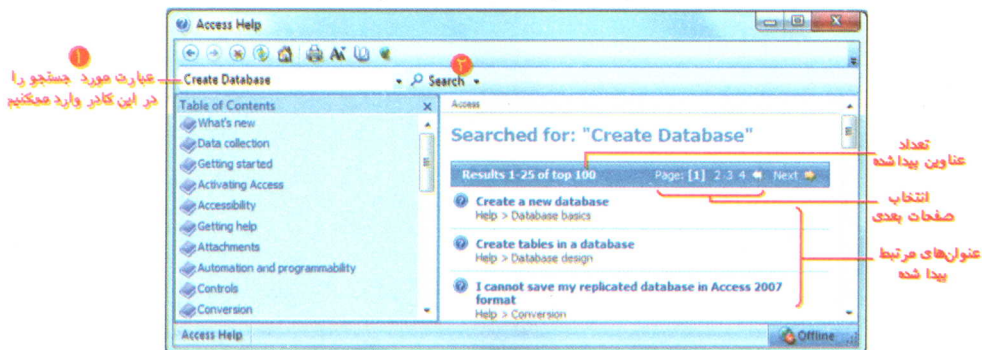 Access Help
۱
عبارت مورد جستجو را
در این کادر وارد میکنیم
Create Database
۲
Search
Table of Contents
What's new
Data collection
Getting started
Activating Access
Accessibility
Getting help
Attachments
Automation and programmability
Controls
Conversion
Access
Searched for: "Create Database"
Results 1-25 of top 100 Page: [1] 2 3 4 Next
Create a new database
Help > Database basics
Create tables in a database
Help > Database design
I cannot save my replicated database in Access 2007
format
Help > Conversion
تعداد
عناوین پیدا شده
انتخاب
صفحات بعدی
عنوان‌های مرتبط
پیدا شده
Access Help
Offline